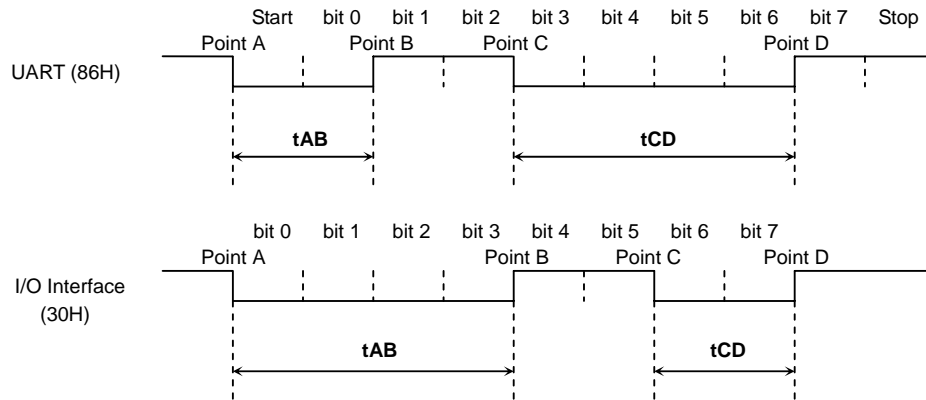 Start bit 0 bit 1 bit 2 bit 3 bit 4 bit 5 bit 6 bit 7 Stop
Point A Point B Point C Point D
UART (86H)
tAB tCD
bit 0 bit 1 bit 2 bit 3 bit 4 bit 5 bit 6 bit 7
Point A Point B Point C Point D
I/O Interface
(30H)
tAB tCD